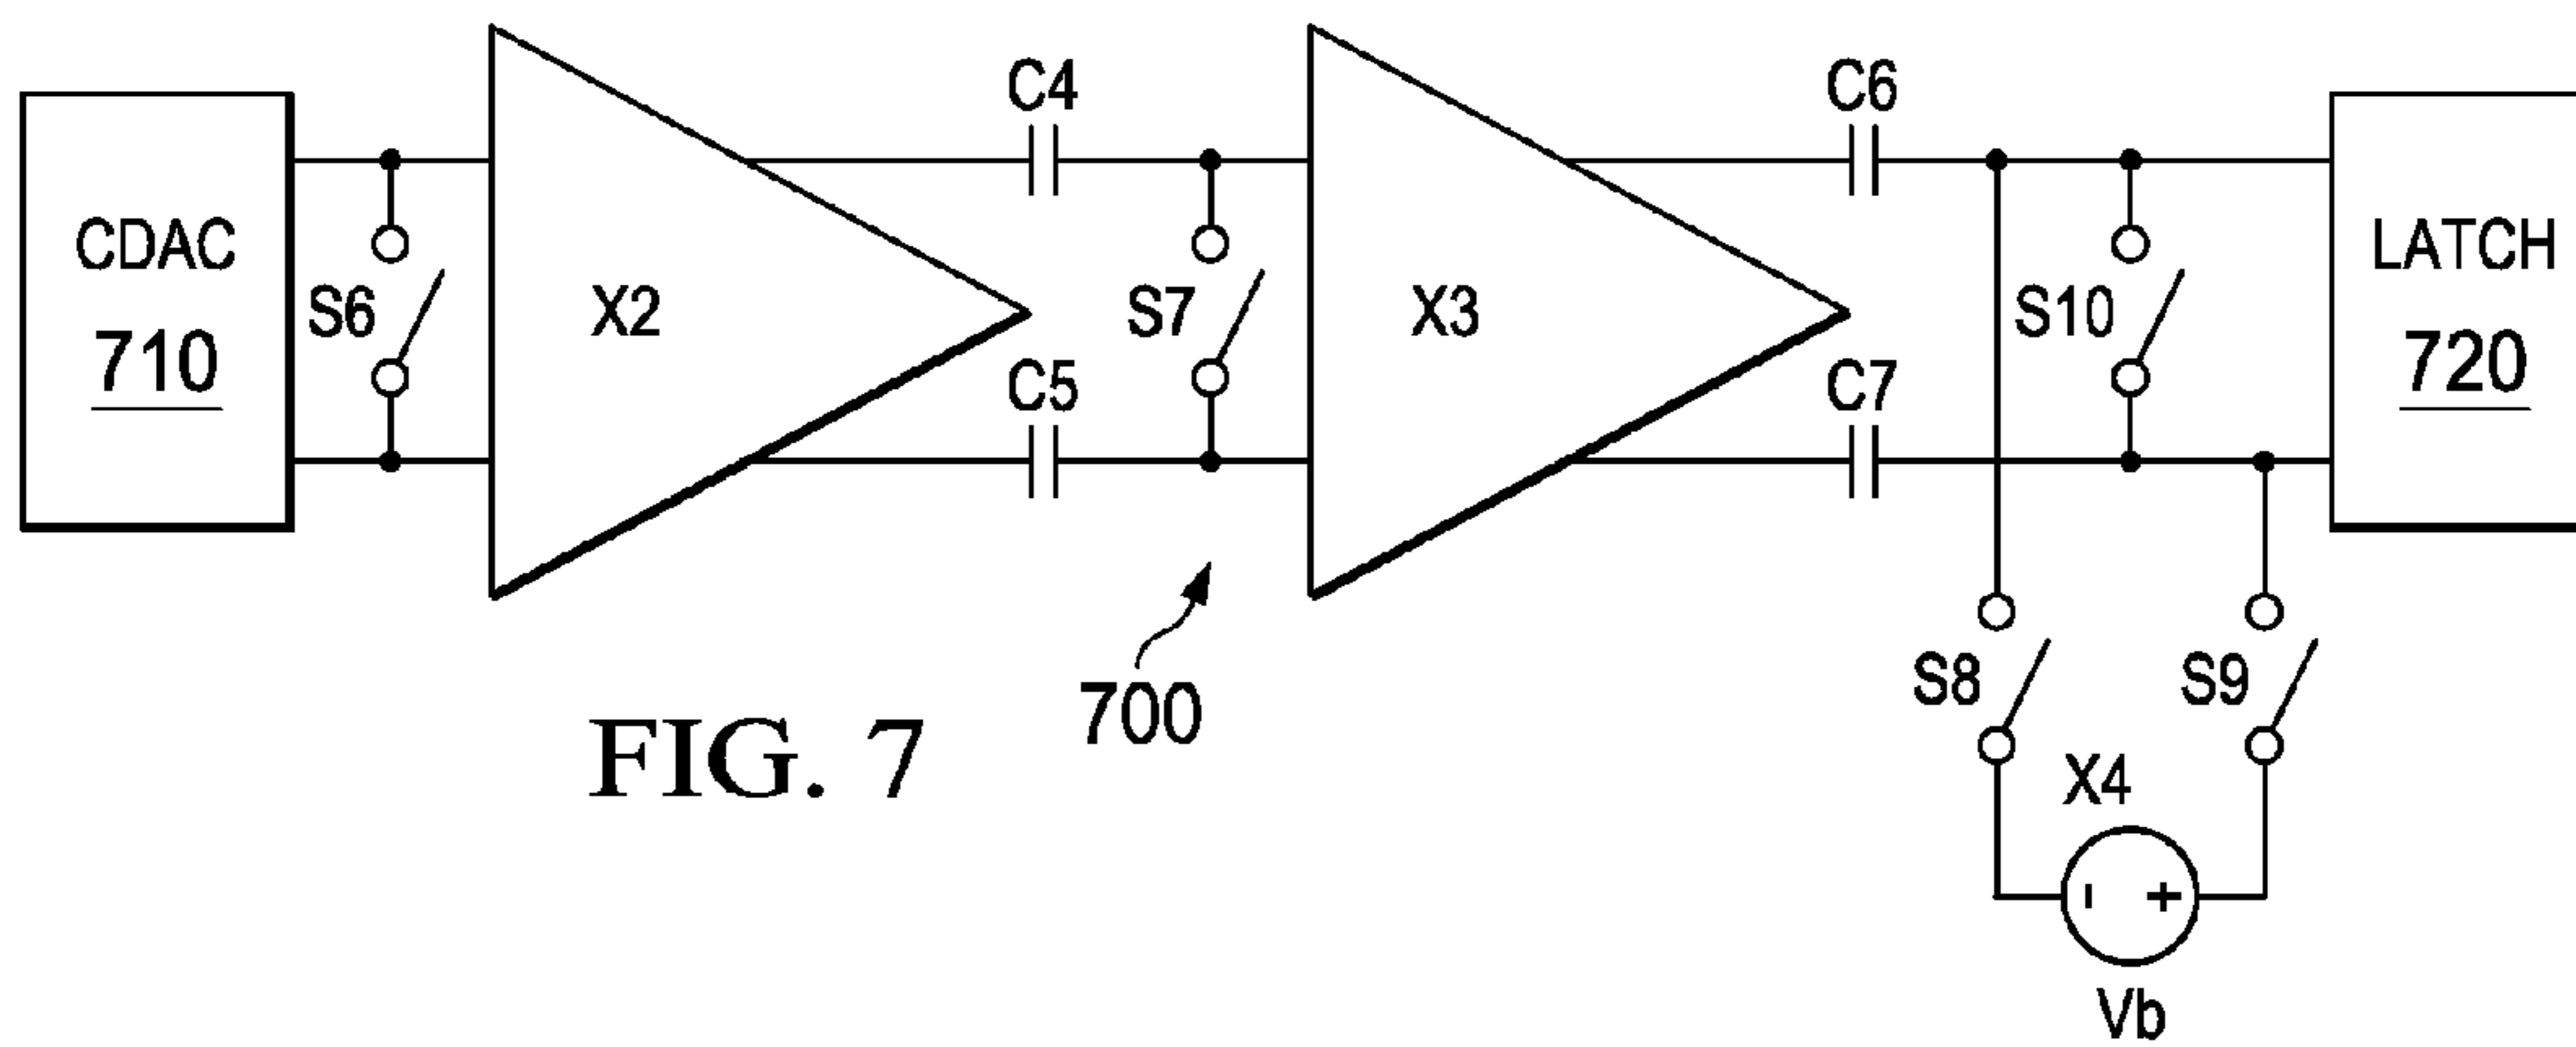 C4
C6
CDAC
710
S6
X2
S7
X3
S10
LATCH
720
C5
C7
700
S8
S9
X4
- +
Vb
FIG. 7